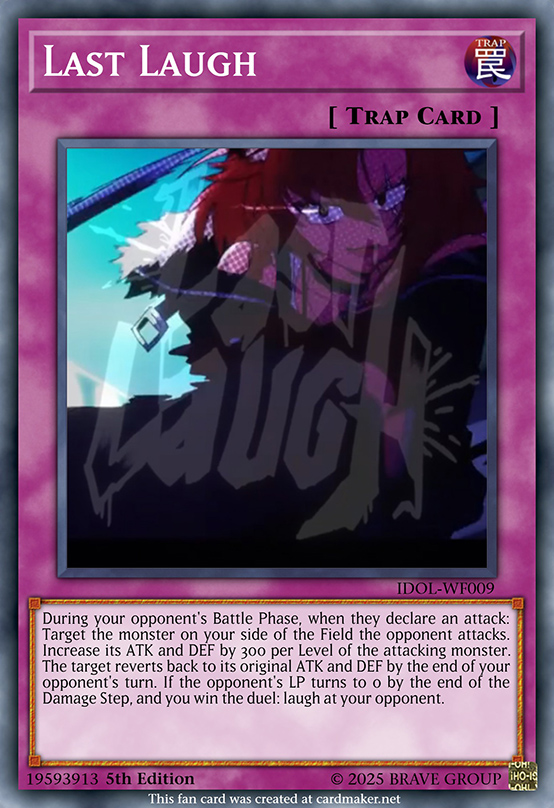 Last Laugh
TRAP
罠
[ Trap Card ]
Last
Laugh
IDOL-WF009
During your opponent's Battle Phase, when they declare an attack:
Target the monster on your side of the Field the opponent attacks.
Increase its ATK and DEF by 300 per Level of the attacking monster.
The target reverts back to its original ATK and DEF by the end of your
opponent's turn. If the opponent's LP turns to 0 by the end of the
Damage Step, and you win the duel: laugh at your opponent.
19593913 5th Edition
© 2025 BRAVE GROUP
This fan card was created at cardmaker.net